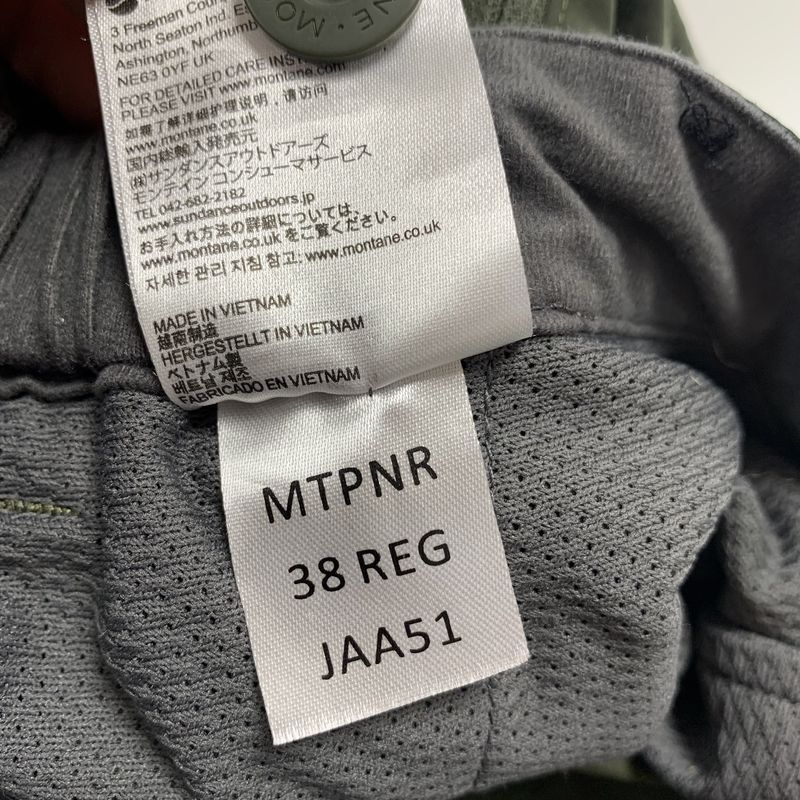 3 Freeman Cou
North Seaton Ind. Es
Ashington, Northumb
NE63 0YF UK
FOR DETAILED CARE INS
PLEASE VISIT www.montane.
如需了解详细护理说明，请访问
www.montane.co.uk
国内総輸入発売元
㈱サンダンスアウトドアーズ
モンテイン コンシューマサービス
TEL 042-682-2182
www.sundanceoutdoors.jp
お手入れ方法の詳細については、
www.montane.co.uk をご覧ください。
자세한 관리 지침 참고: www.montane.co.uk
MADE IN VIETNAM
越南制造
HERGESTELLT IN VIETNAM
ベトナム製
베트남 제조
FABRICADO EN VIETNAM
MTPNR
38 REG
JAA51